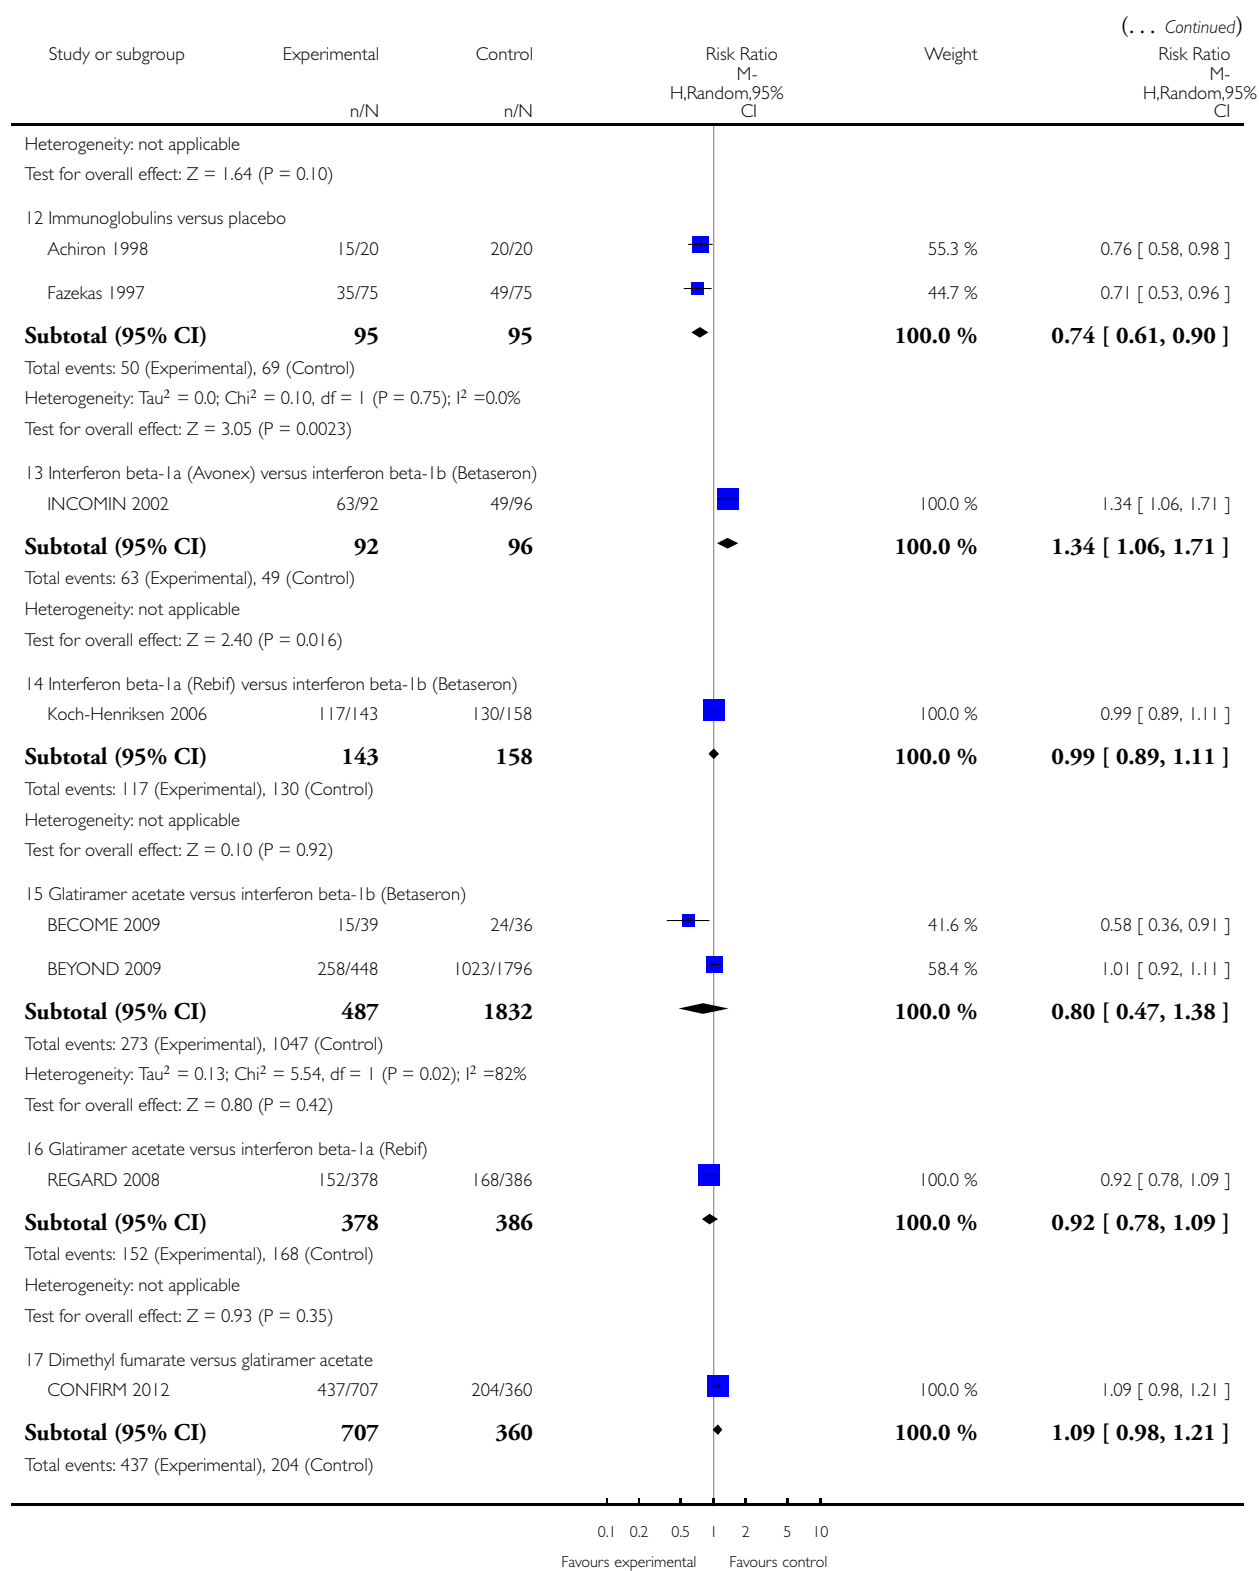 (... Continued)
Study or subgroup Experimental Control Risk Ratio Weight Risk Ratio
M- M-
H,Random,95% H,Random,95%
n/N n/N CI CI
Heterogeneity: not applicable
Test for overall effect: Z = 1.64 (P = 0.10)
12 Immunoglobulins versus placebo
Achiron 1998 15/20 20/20 55.3 % 0.76 [ 0.58, 0.98 ]
Fazekas 1997 35/75 49/75 44.7 % 0.71 [ 0.53, 0.96 ]
Subtotal (95% CI) 95 95 100.0 % 0.74 [ 0.61, 0.90 ]
Total events: 50 (Experimental), 69 (Control)
Heterogeneity: Tau² = 0.0; Chi² = 0.10, df = 1 (P = 0.75); I² =0.0%
Test for overall effect: Z = 3.05 (P = 0.0023)
13 Interferon beta-1a (Avonex) versus interferon beta-1b (Betaseron)
INCOMIN 2002 63/92 49/96 100.0 % 1.34 [ 1.06, 1.71 ]
Subtotal (95% CI) 92 96 100.0 % 1.34 [ 1.06, 1.71 ]
Total events: 63 (Experimental), 49 (Control)
Heterogeneity: not applicable
Test for overall effect: Z = 2.40 (P = 0.016)
14 Interferon beta-1a (Rebif) versus interferon beta-1b (Betaseron)
Koch-Henriksen 2006 117/143 130/158 100.0 % 0.99 [ 0.89, 1.11 ]
Subtotal (95% CI) 143 158 100.0 % 0.99 [ 0.89, 1.11 ]
Total events: 117 (Experimental), 130 (Control)
Heterogeneity: not applicable
Test for overall effect: Z = 0.10 (P = 0.92)
15 Glatiramer acetate versus interferon beta-1b (Betaseron)
BECOME 2009 15/39 24/36 41.6 % 0.58 [ 0.36, 0.91 ]
BEYOND 2009 258/448 1023/1796 58.4 % 1.01 [ 0.92, 1.11 ]
Subtotal (95% CI) 487 1832 100.0 % 0.80 [ 0.47, 1.38 ]
Total events: 273 (Experimental), 1047 (Control)
Heterogeneity: Tau² = 0.13; Chi² = 5.54, df = 1 (P = 0.02); I² =82%
Test for overall effect: Z = 0.80 (P = 0.42)
16 Glatiramer acetate versus interferon beta-1a (Rebif)
REGARD 2008 152/378 168/386 100.0 % 0.92 [ 0.78, 1.09 ]
Subtotal (95% CI) 378 386 100.0 % 0.92 [ 0.78, 1.09 ]
Total events: 152 (Experimental), 168 (Control)
Heterogeneity: not applicable
Test for overall effect: Z = 0.93 (P = 0.35)
17 Dimethyl fumarate versus glatiramer acetate
CONFIRM 2012 437/707 204/360 100.0 % 1.09 [ 0.98, 1.21 ]
Subtotal (95% CI) 707 360 100.0 % 1.09 [ 0.98, 1.21 ]
Total events: 437 (Experimental), 204 (Control)
0.1 0.2 0.5 1 2 5 10
Favours experimental Favours control